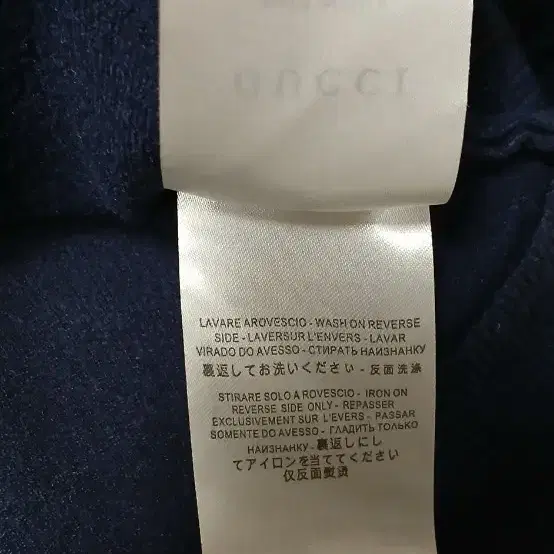 GUCCI
LAVARE AROVESCIO - WASH ON REVERSE
SIDE - LAVERSUR L'ENVERS - LAVAR
VIRADO DO AVESSO - СТИРАТЬ НАИЗНАНКУ
裏返してお洗いください - 反面洗涤
STIRARE SOLO À ROVESCIO - IRON ON
REVERSE SIDE ONLY - REPASSER
EXCLUSIVEMENT SUR L'EVERS - PASSAR
SOMENTE DO AVESSO - ГЛАДИТЬ ТОЛЬКО
НАИЗНАНКУ - 裏返しにし
てアイロンを当ててください
仅反面熨烫